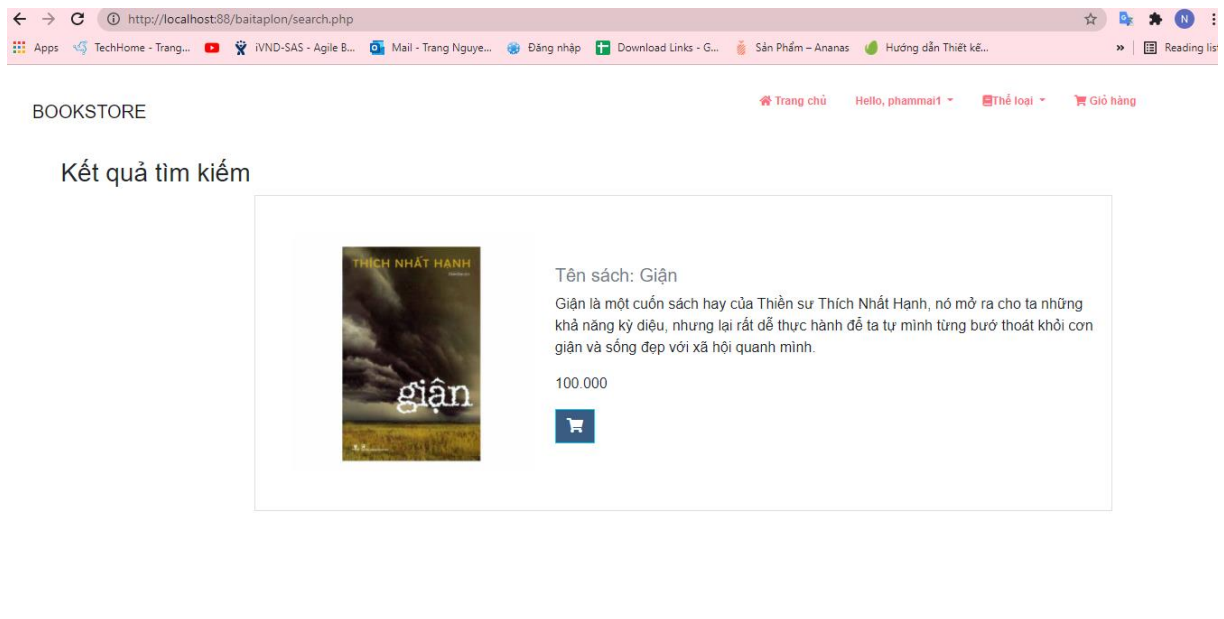 http://localhost:88/baitaplon/search.php
N
Apps TechHome - Trang... iVND-SAS - Agile B... Mail - Trang Nguye... Đăng nhập Download Links - G... Sản Phẩm – Ananas Hướng dẫn Thiết kế... » Reading list
BOOKSTORE
Trang chủ Hello, phammai1 Thể loại Giỏ hàng
Kết quả tìm kiếm
THÍCH NHẤT HẠNH
giận
Tên sách: Giận
Giận là một cuốn sách hay của Thiền sư Thích Nhất Hạnh, nó mở ra cho ta những
khả năng kỳ diệu, nhưng lại rất dễ thực hành để ta tự mình từng bướ thoát khỏi cơn
giận và sống đẹp với xã hội quanh mình.
100.000